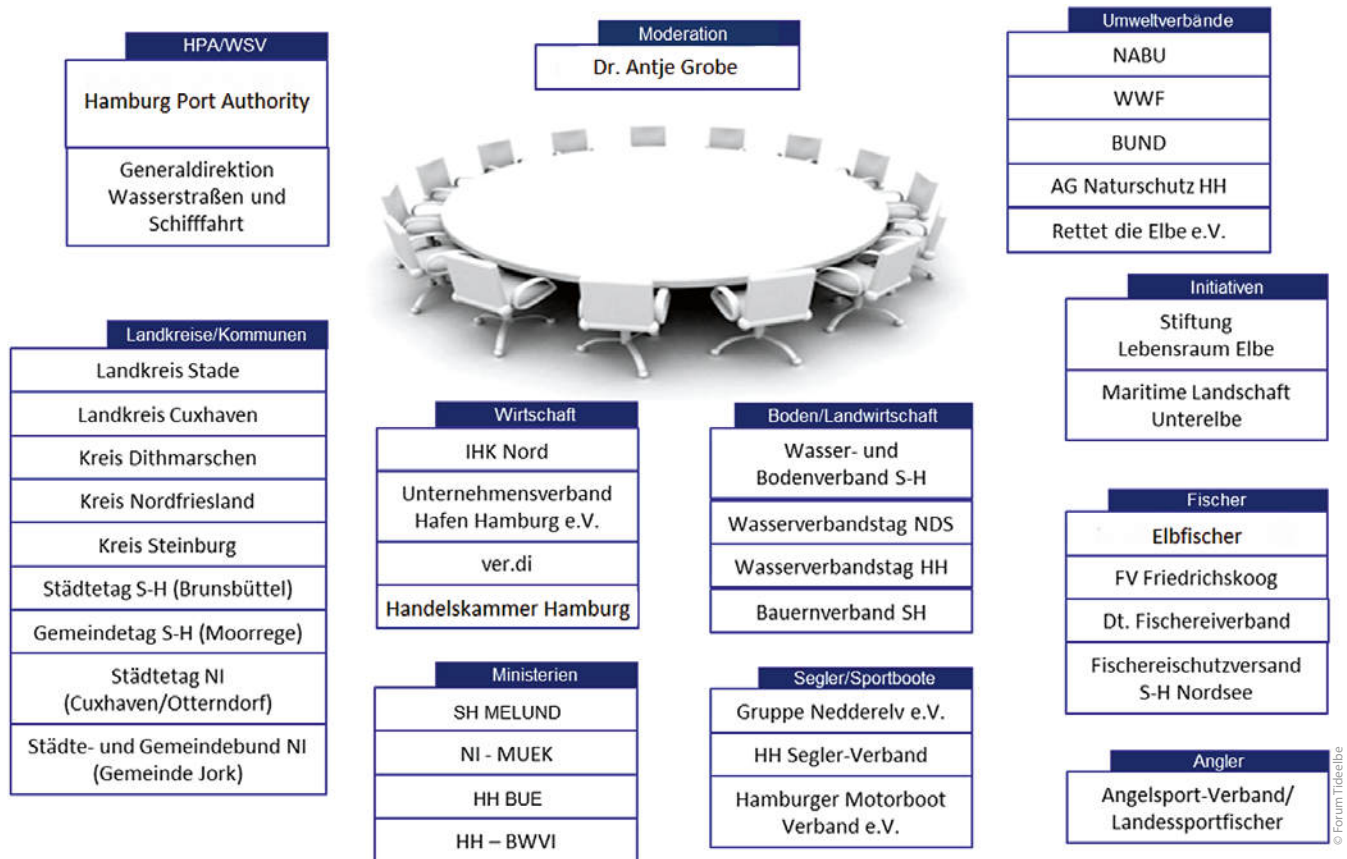 HPA/WSV
Hamburg Port Authority
Generaldirektion
Wasserstraßen und
Schifffahrt
Moderation
Dr. Antje Grobe
Umweltverbände
NABU
WWF
BUND
AG Naturschutz HH
Rettet die Elbe e.V.
Initiativen
Stiftung
Lebensraum Elbe
Maritime Landschaft
Unterelbe
Landkreise/Kommunen
Landkreis Stade
Landkreis Cuxhaven
Kreis Dithmarschen
Kreis Nordfriesland
Kreis Steinburg
Städtetag S-H (Brunsbüttel)
Gemeindetag S-H (Moorrege)
Städtetag NI
(Cuxhaven/Otterndorf)
Städte- und Gemeindebund NI
(Gemeinde Jork)
Wirtschaft
IHK Nord
Unternehmensverband
Hafen Hamburg e.V.
ver.di
Handelskammer Hamburg
Boden/Landwirtschaft
Wasser- und
Bodenverband S-H
Wasserverbandstag NDS
Wasserverbandstag HH
Bauernverband SH
Fischer
Elbfischer
FV Friedrichskoog
Dt. Fischereiverband
Fischereischutzversand
S-H Nordsee
Ministerien
SH MELUND
NI - MUEK
HH BUE
HH – BWVI
Segler/Sportboote
Gruppe Nedderelv e.V.
HH Segler-Verband
Hamburger Motorboot
Verband e.V.
Angler
Angelsport-Verband/
Landessportfischer
© Forum Tideelbe